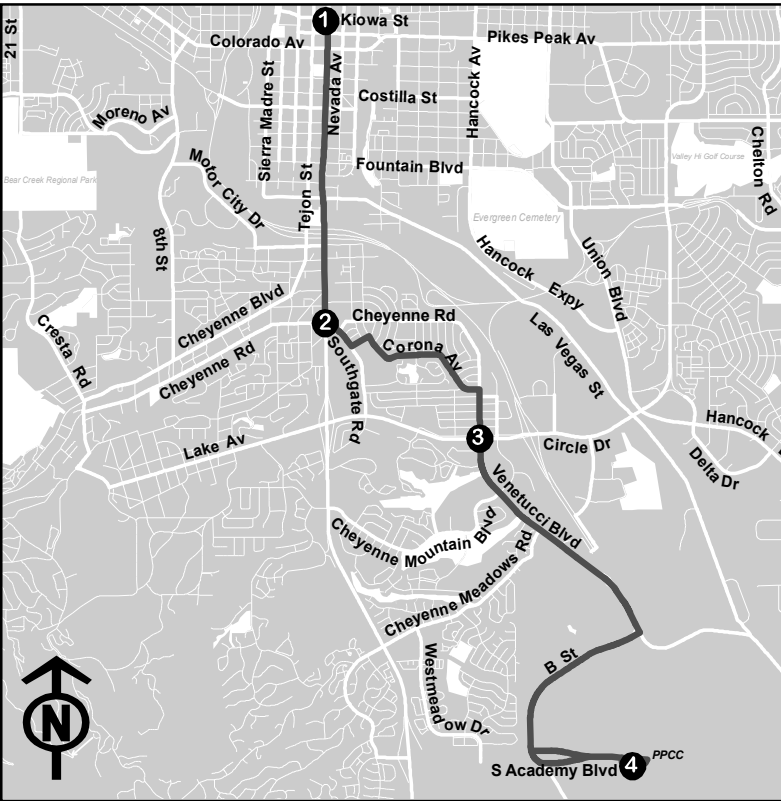 1
Kiowa St
21 St
Colorado Av
Pikes Peak Av
Sierra Madre St
Nevada Av
Costilla St
Hancock Av
Moreno Av
Chelton Rd
Valley Hi Golf Course
Fountain Blvd
Bear Creek Regional Park
Motor City Dr
Tejon St
Evergreen Cemetery
8th St
Hancock Expy
Union Blvd
Cheyenne Blvd
2
Cheyenne Rd
Cresta Rd
Cheyenne Rd
Corona Av
Las Vegas St
Southgate Rd
Lake Av
3
Circle Dr
Hancock
Delta Dr
Venetucci Blvd
Cheyenne Mountain Blvd
Cheyenne Meadows Rd
B St
Westmeadow Dr
N
PPCC
S Academy Blvd
4